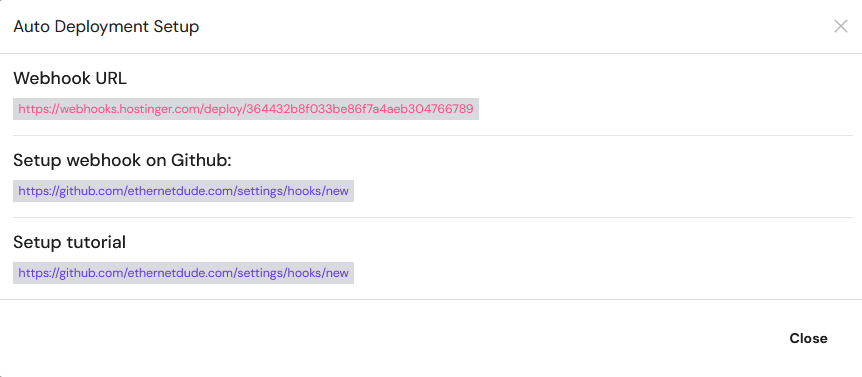 Auto Deployment Setup
Webhook URL
https://webhooks.hostinger.com/deploy/364432b8f033be86f7a4aeb304766789
Setup webhook on Github:
https://github.com/ethernetdude.com/settings/hooks/new
Setup tutorial
https://github.com/ethernetdude.com/settings/hooks/new
Close